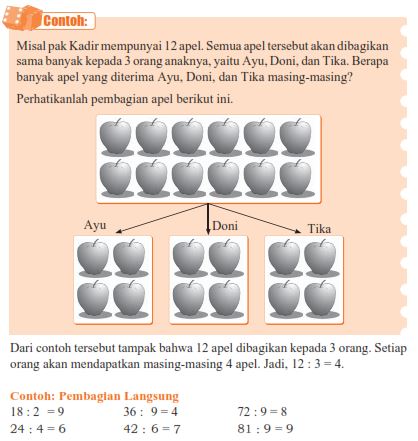 Contoh:
Misal pak Kadir mempunyai 12 apel. Semua apel tersebut akan dibagikan
sama banyak kepada 3 orang anaknya, yaitu Ayu, Doni, dan Tika. Berapa
banyak apel yang diterima Ayu, Doni, dan Tika masing-masing?
Perhatikanlah pembagian apel berikut ini.
Ayu Doni Tika
Dari contoh tersebut tampak bahwa 12 apel dibagikan kepada 3 orang. Setiap
orang akan mendapatkan masing-masing 4 apel. Jadi, 12 : 3 = 4.
Contoh: Pembagian Langsung
18 : 2 = 9 36 : 9 = 4 72 : 9 = 8
24 : 4 = 6 42 : 6 = 7 81 : 9 = 9